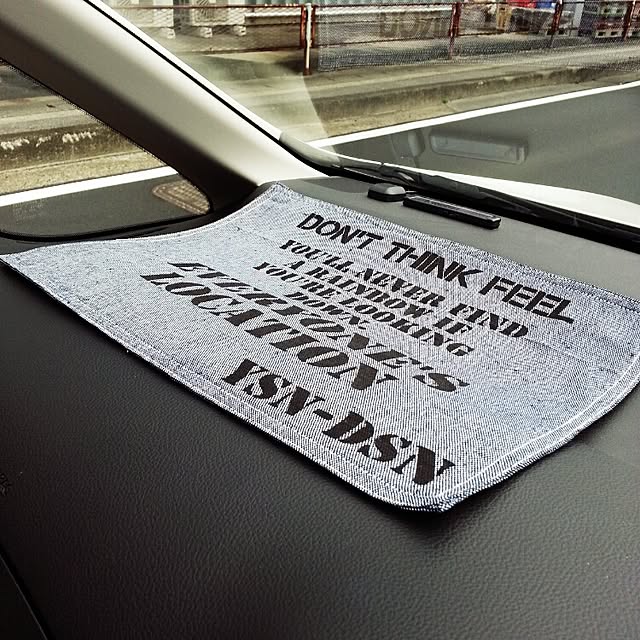 DON'T THINK FEEL
YOU'LL NEVER FIND
A RAINBOW IF
YOU'RE LOOKING
DOWN.
EVERYONE'S
LOCATION
YSN-DSN